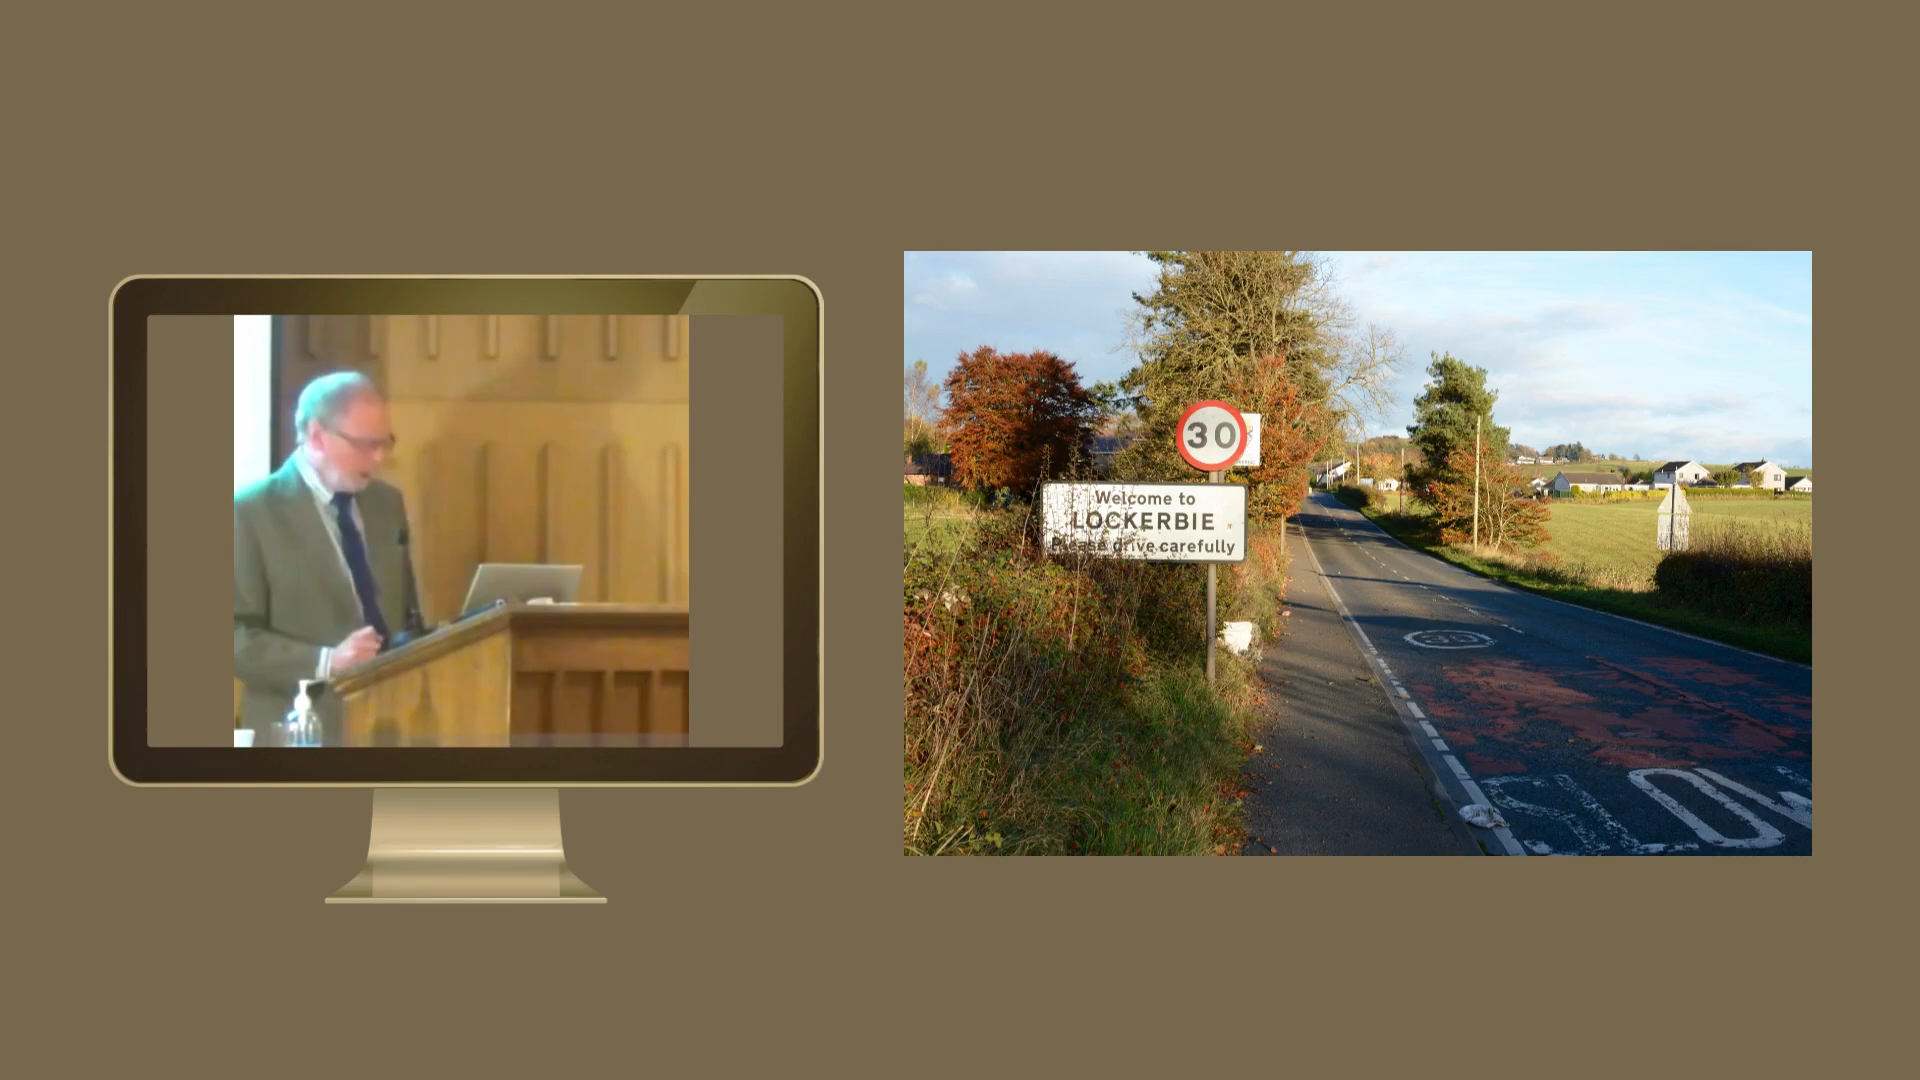 30
Welcome to
LOCKERBIE
Please drive carefully
30
SLOW